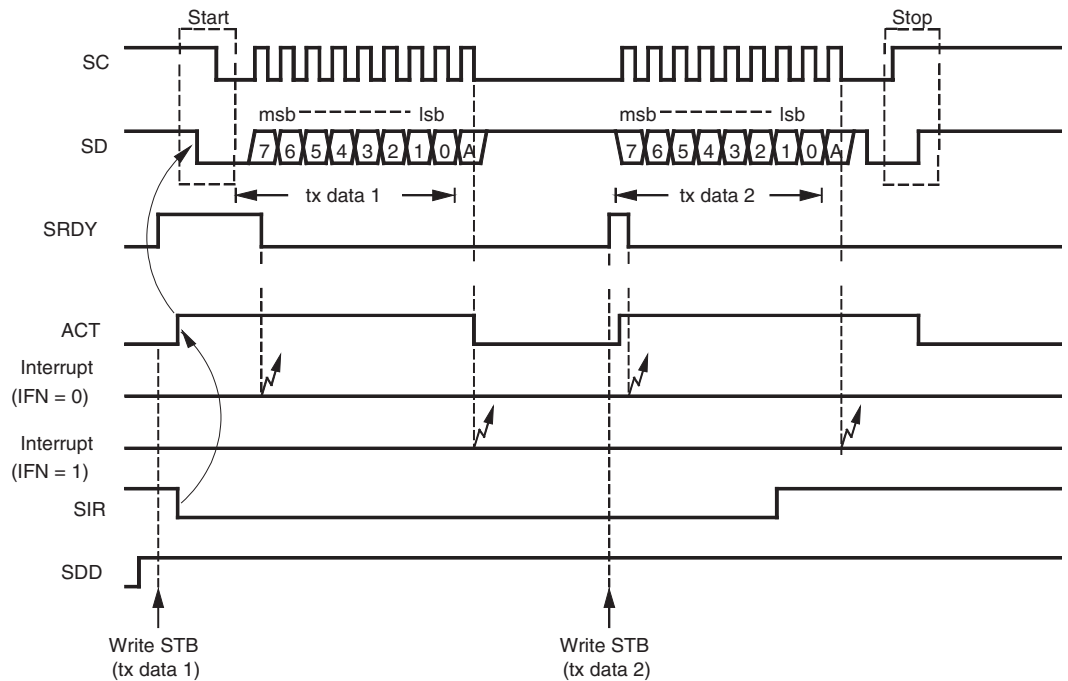 Start
Stop
SC
msb lsb
msb lsb
SD
7 6 5 4 3 2 1 0 A
7 6 5 4 3 2 1 0 A
tx data 1
tx data 2
SRDY
ACT
Interrupt
(IFN = 0)
Interrupt
(IFN = 1)
SIR
SDD
Write STB
(tx data 1)
Write STB
(tx data 2)